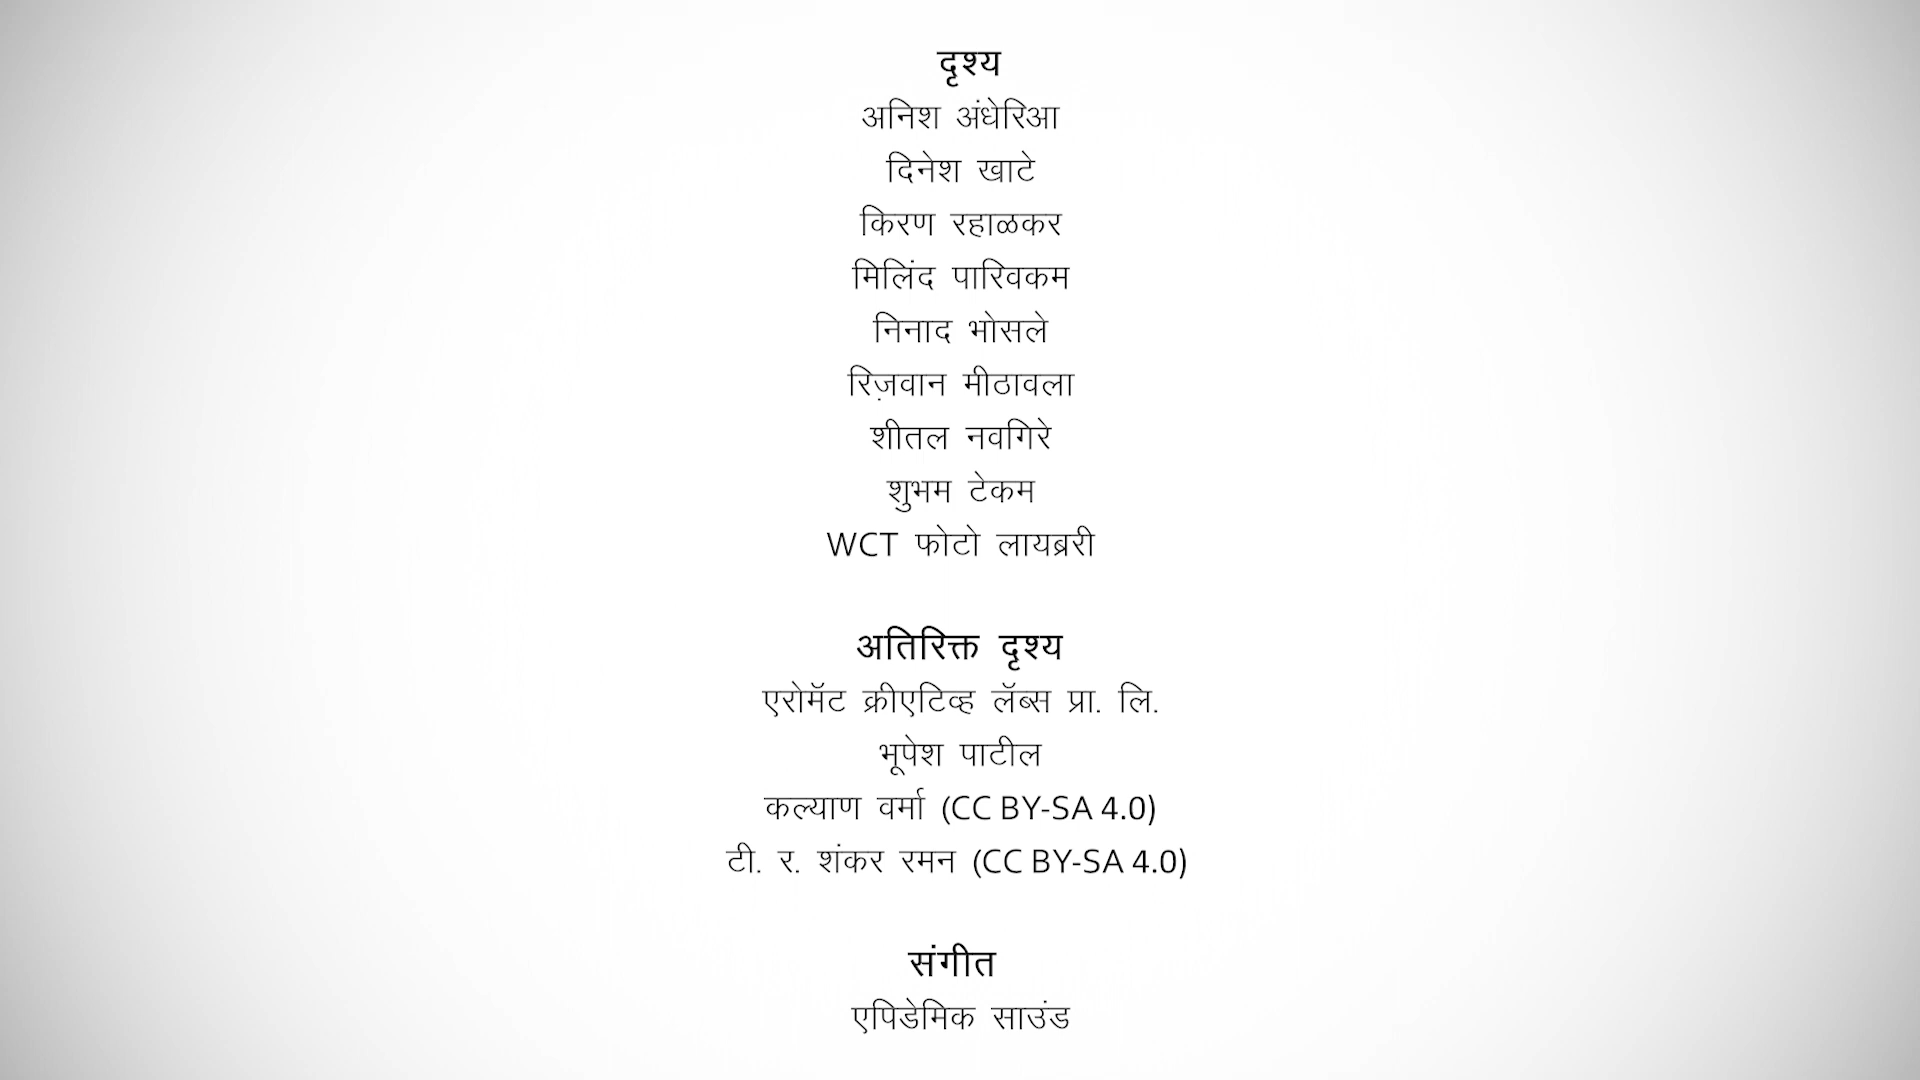 दृश्य
अनिश अंधेरिआ
दिनेश खाटे
किरण रहाळकर
मिलिंद पारिवकम
निनाद भोसले
रिज़वान मीठावला
शीतल नवगिरे
शुभम टेकम
WCT फोटो लायब्ररी
अतिरिक्त दृश्य
एरोमॅट क्रीएटिव्ह लॅब्स प्रा. लि.
भूपेश पाटील
कल्याण वर्मा (CC BY-SA 4.0)
टी. र. शंकर रमन (CC BY-SA 4.0)
संगीत
एपिडेमिक साउंड